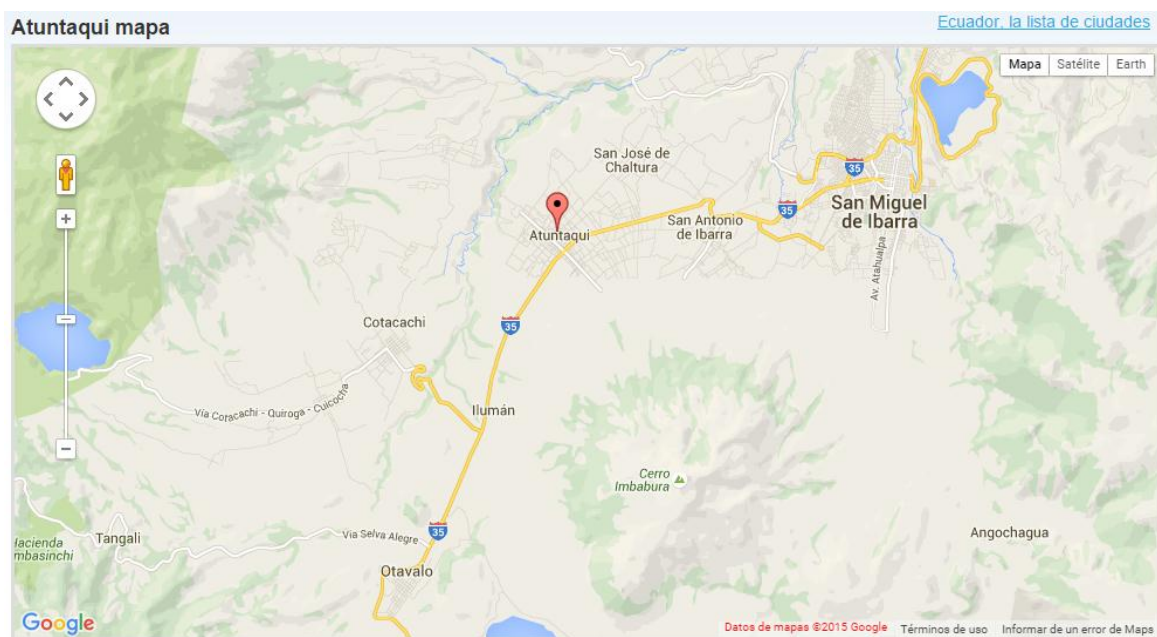 Atuntaqui mapa
Ecuador, la lista de ciudades
Mapa
Satélite
Earth
San José de
Chaltura
35
35
San Miguel
de Ibarra
San Antonio
de Ibarra
Atuntaqui
Av. Atahualpa
Cotacachi
35
Vía Cotacachi - Quiroga - Cuicocha
Ilumán
Cerro
Imbabura
35
Vía Selva Alegre
Angochagua
Tangali
Hacienda
mbasinchi
Otavalo
Google
Datos de mapas ©2015 Google
Términos de uso
Informar de un error de Maps